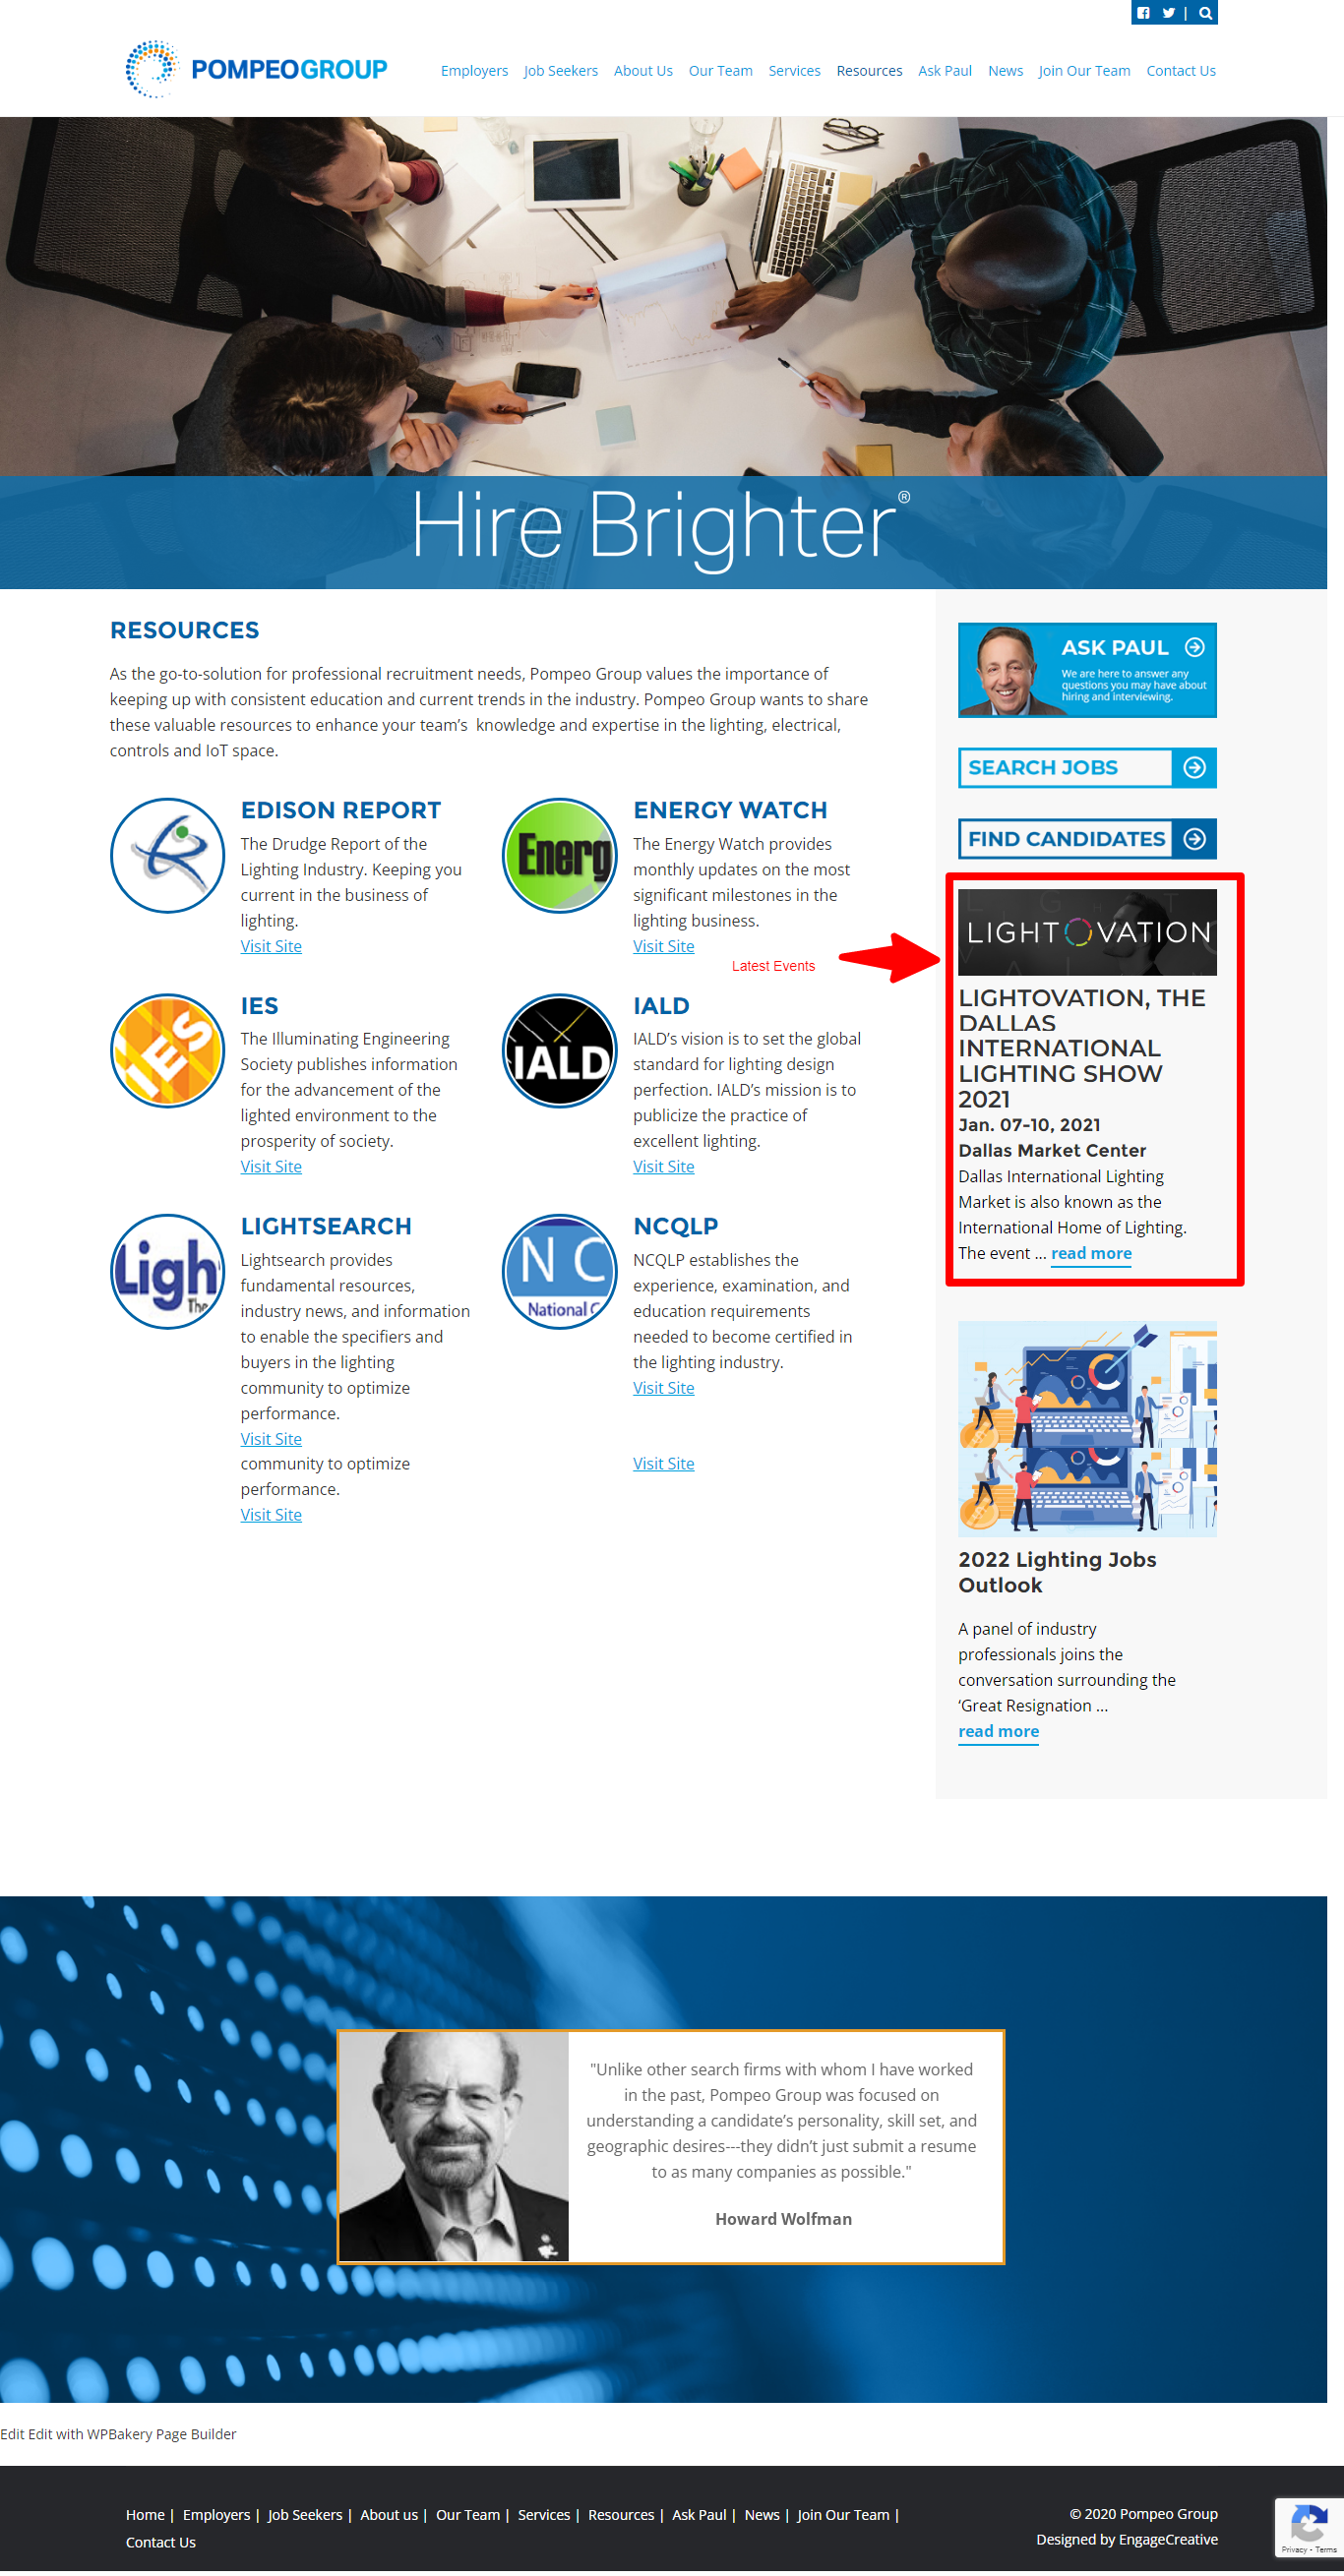 POMPEOGROUP
Employers Job Seekers About Us Our Team Services Resources Ask Paul News Join Our Team Contact Us
Hire Brighter®
RESOURCES
As the go-to-solution for professional recruitment needs, Pompeo Group values the importance of
keeping up with consistent education and current trends in the industry. Pompeo Group wants to share
these valuable resources to enhance your team’s knowledge and expertise in the lighting, electrical,
controls and IoT space.
EDISON REPORT
The Drudge Report of the
Lighting Industry. Keeping you
current in the business of
lighting.
Visit Site
Energ
ENERGY WATCH
The Energy Watch provides
monthly updates on the most
significant milestones in the
lighting business.
Visit Site
Latest Events
IES
IES
The Illuminating Engineering
Society publishes information
for the advancement of the
lighted environment to the
prosperity of society.
Visit Site
IALD
IALD
IALD’s vision is to set the global
standard for lighting design
perfection. IALD’s mission is to
publicize the practice of
excellent lighting.
Visit Site
Ligh
The
LIGHTSEARCH
Lightsearch provides
fundamental resources,
industry news, and information
to enable the specifiers and
buyers in the lighting
community to optimize
performance.
Visit Site
community to optimize
performance.
Visit Site
N C
National C
NCQLP
NCQLP establishes the
experience, examination, and
education requirements
needed to become certified in
the lighting industry.
Visit Site
Visit Site
ASK PAUL
We are here to answer any
questions you may have about
hiring and interviewing.
SEARCH JOBS
FIND CANDIDATES
LIGHTOVATION
LIGHTOVATION, THE
DALLAS
INTERNATIONAL
LIGHTING SHOW
2021
Jan. 07-10, 2021
Dallas Market Center
Dallas International Lighting
Market is also known as the
International Home of Lighting.
The event ... read more
2022 Lighting Jobs
Outlook
A panel of industry
professionals joins the
conversation surrounding the
‘Great Resignation ...
read more
"Unlike other search firms with whom I have worked
in the past, Pompeo Group was focused on
understanding a candidate’s personality, skill set, and
geographic desires---they didn’t just submit a resume
to as many companies as possible."
Howard Wolfman
Edit Edit with WPBakery Page Builder
Home | Employers | Job Seekers | About us | Our Team | Services | Resources | Ask Paul | News | Join Our Team |
Contact Us
© 2020 Pompeo Group
Designed by EngageCreative
Privacy - Terms